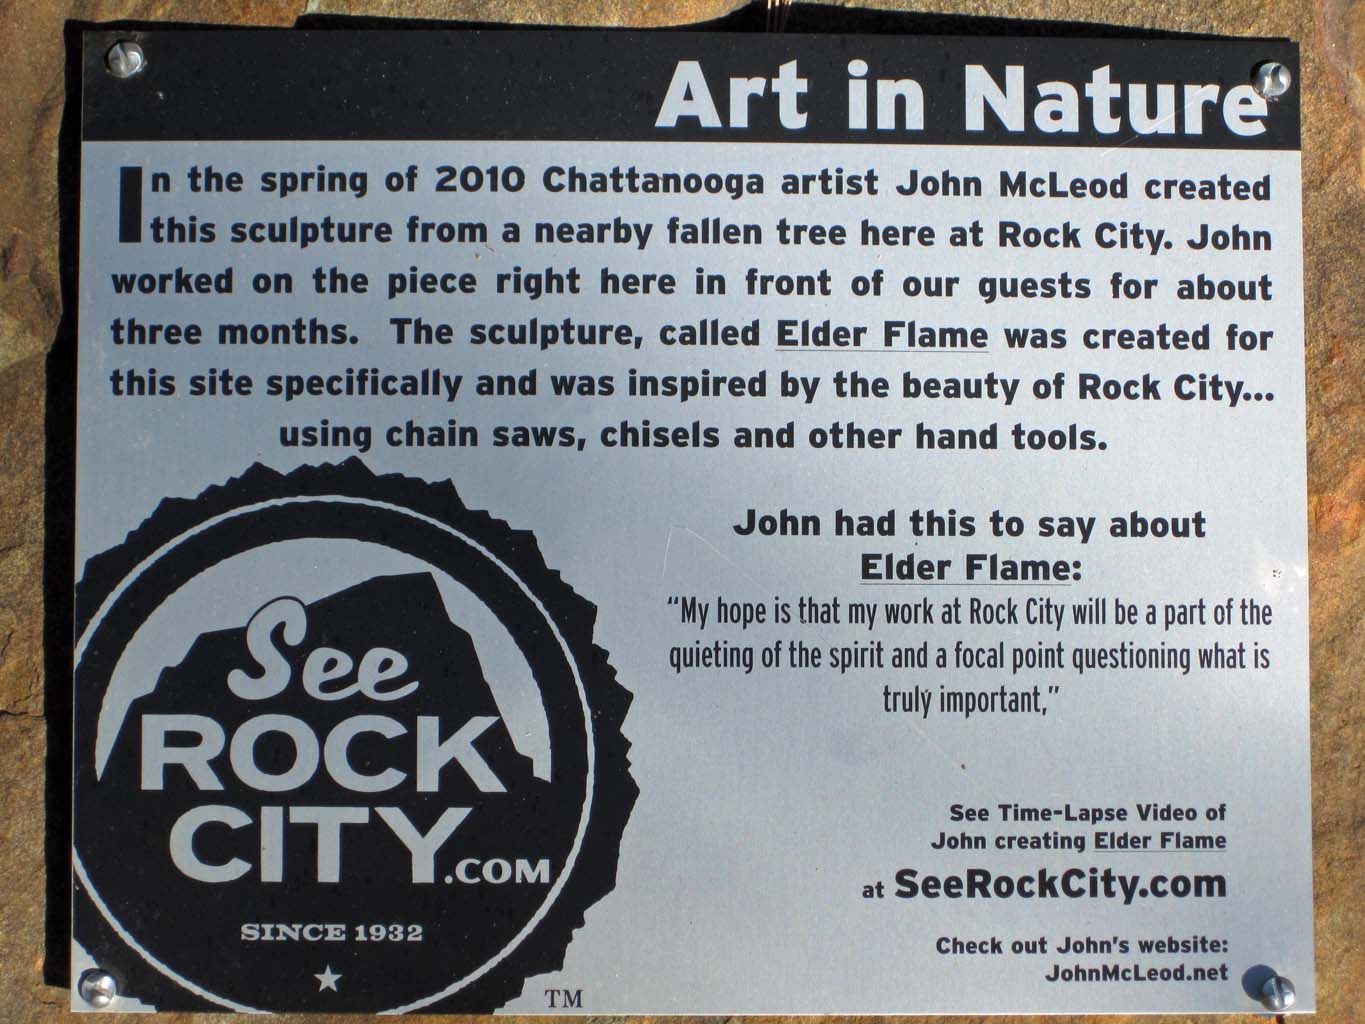 Art in Nature
In the spring of 2010 Chattanooga artist John McLeod created
this sculpture from a nearby fallen tree here at Rock City. John
worked on the piece right here in front of our guests for about
three months. The sculpture, called Elder Flame was created for
this site specifically and was inspired by the beauty of Rock City...
using chain saws, chisels and other hand tools.
John had this to say about
Elder Flame:
“My hope is that my work at Rock City will be a part of the
quieting of the spirit and a focal point questioning what is
truly important,”
See Time-Lapse Video of
John creating Elder Flame
at SeeRockCity.com
Check out John's website:
JohnMcLeod.net
See
ROCK
CITY.COM
SINCE 1932
TM